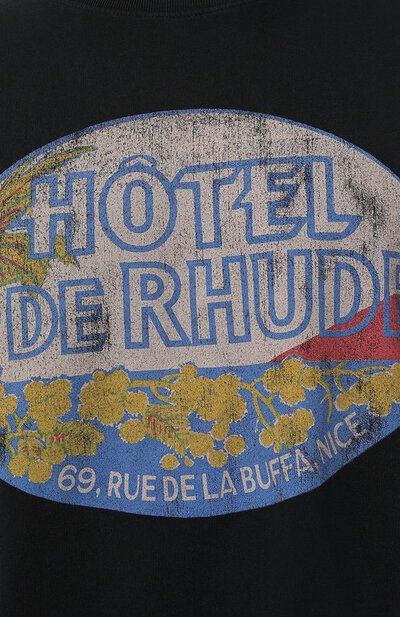 HÔTEL
DE RHUDE
69, RUE DE LA BUFFA, NICE